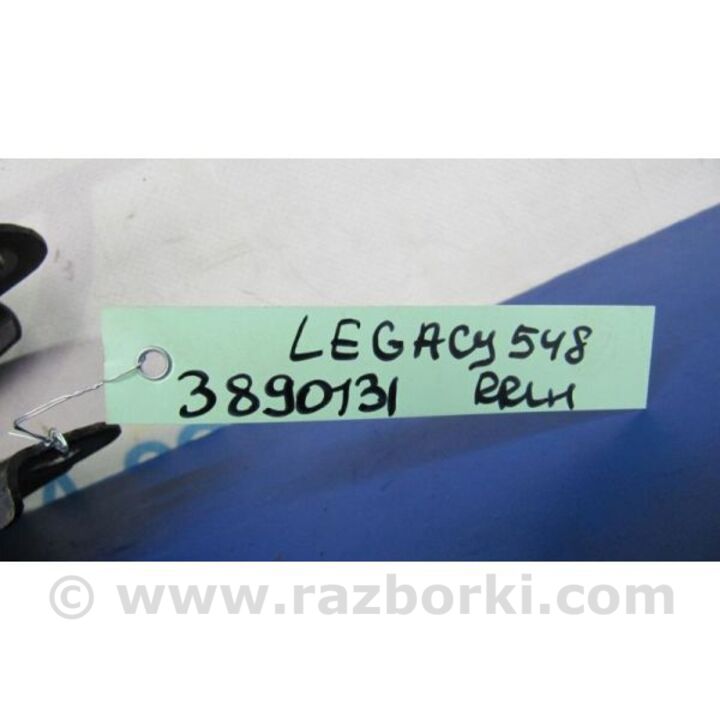 LEGACY 548
3890131 RRLH
© www.razborki.com